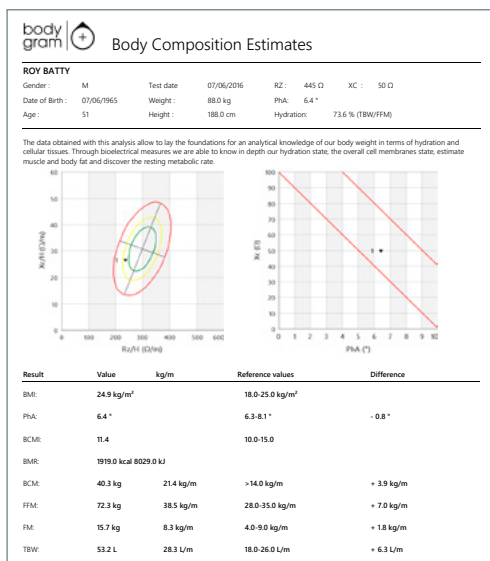 body
gram
Body Composition Estimates
ROY BATTY
Gender : M Test date 07/06/2016 RZ : 445 Ω XC : 50 Ω
Date of Birth : 07/06/1965 Weight : 88.0 kg PhA: 6.4 °
Age : 51 Height : 188.0 cm Hydration: 73.6 % (TBW/FFM)
The data obtained with this analysis allow to lay the foundations for an analytical knowledge of our body weight in terms of hydration and
cellular tissues. Through bioelectrical measures we are able to know in depth our hydration state, the overall cell membranes state, estimate
muscle and body fat and discover the resting metabolic rate.
60
50
40
30
20
10
0
Xc/H (Ω/m)
1
0 100 200 300 400 500 600
Rz/H (Ω/m)
100
90
80
70
60
50
40
30
20
10
0
Xc (Ω)
1
0 1 2 3 4 5 6 7 8 9 10
PhA (°)
Result Value kg/m Reference values Difference
BMI: 24.9 kg/m² 18.0-25.0 kg/m²
PhA: 6.4 ° 6.3-8.1 ° - 0.8 °
BCMI: 11.4 10.0-15.0
BMR: 1919.0 kcal 8029.0 kJ
BCM: 40.3 kg 21.4 kg/m >14.0 kg/m + 3.9 kg/m
FFM: 72.3 kg 38.5 kg/m 28.0-35.0 kg/m + 7.0 kg/m
FM: 15.7 kg 8.3 kg/m 4.0-9.0 kg/m + 1.8 kg/m
TBW: 53.2 L 28.3 L/m 18.0-26.0 L/m + 6.3 L/m